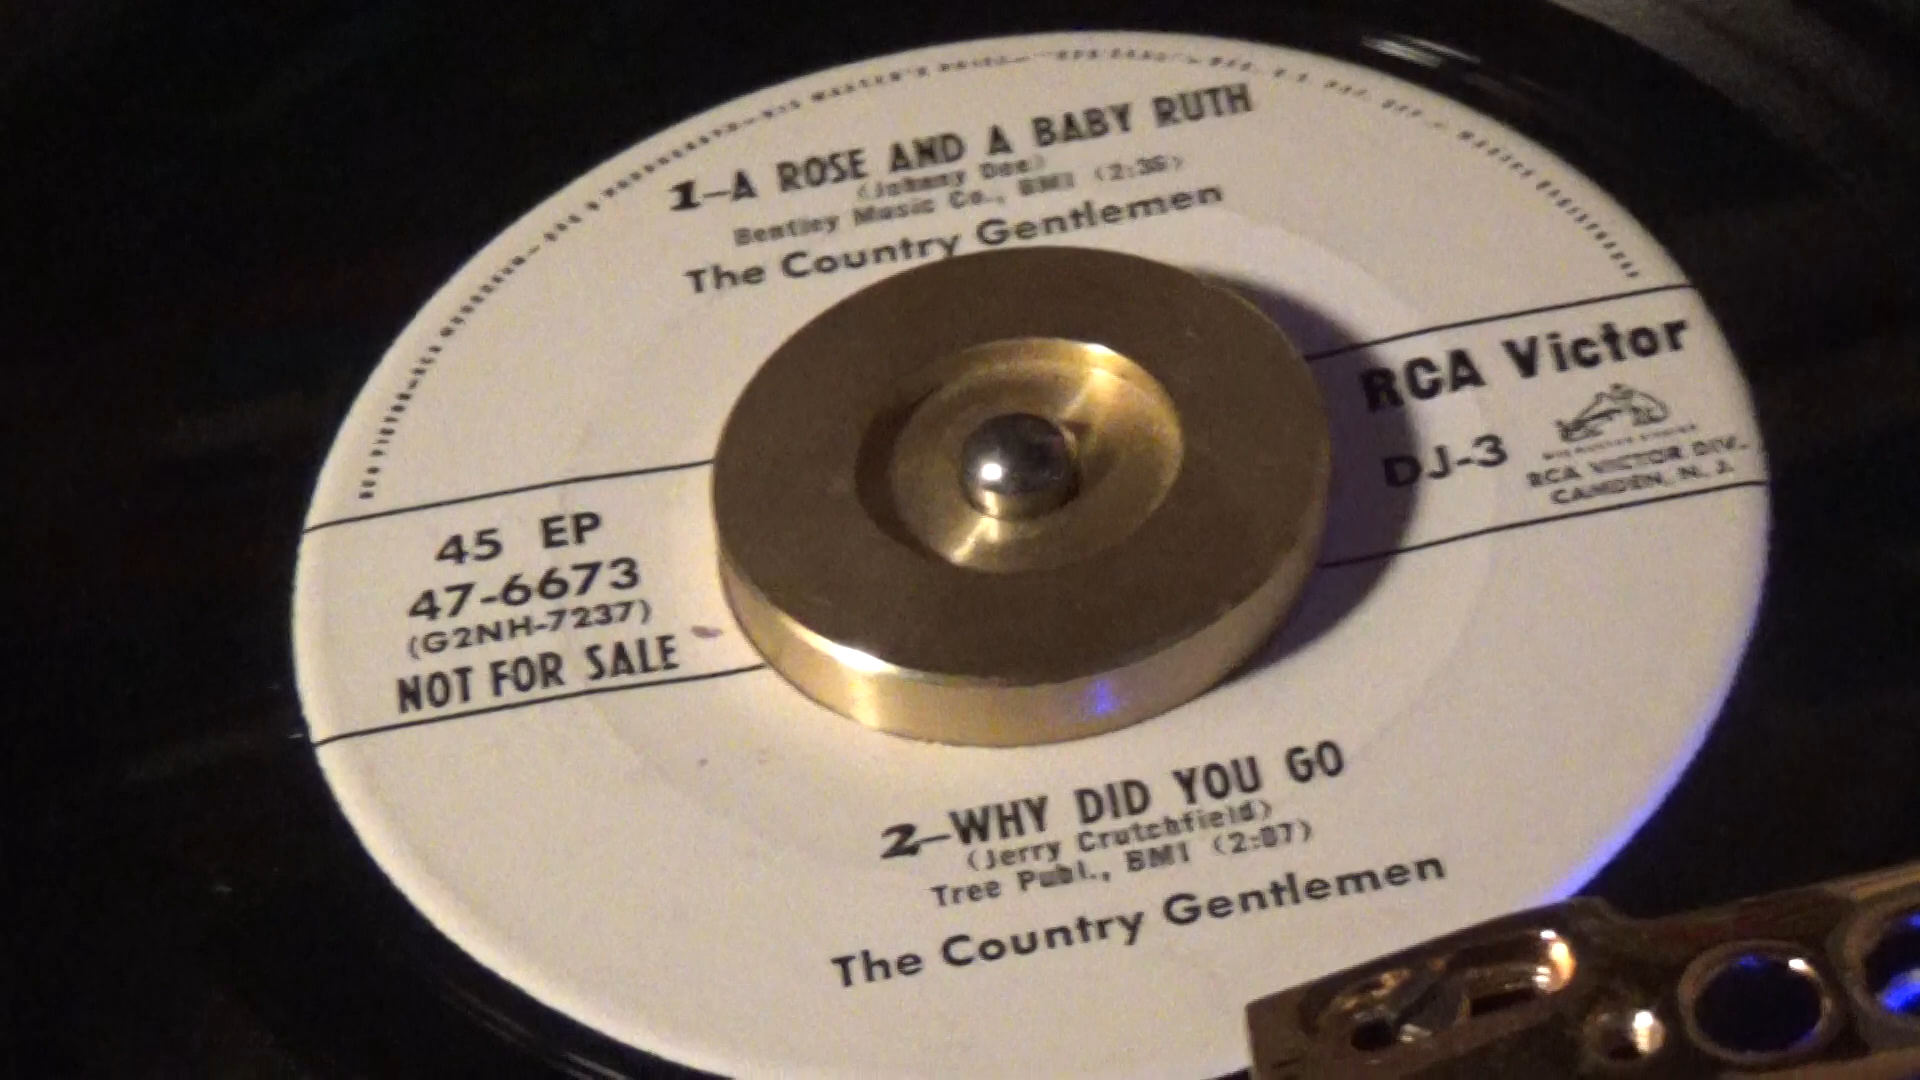 1—A ROSE AND A BABY RUTH
(Johnny Dee)
Bentley Music Co., BMI (2:36)
The Country Gentlemen
RCA Victor
DJ-3
RCA VICTOR DIV.
CAMDEN, N. J.
45 EP
47-6673
(G2NH-7237)
NOT FOR SALE
2—WHY DID YOU GO
(Jerry Crutchfield)
Tree Publ., BMI (2:07)
The Country Gentlemen